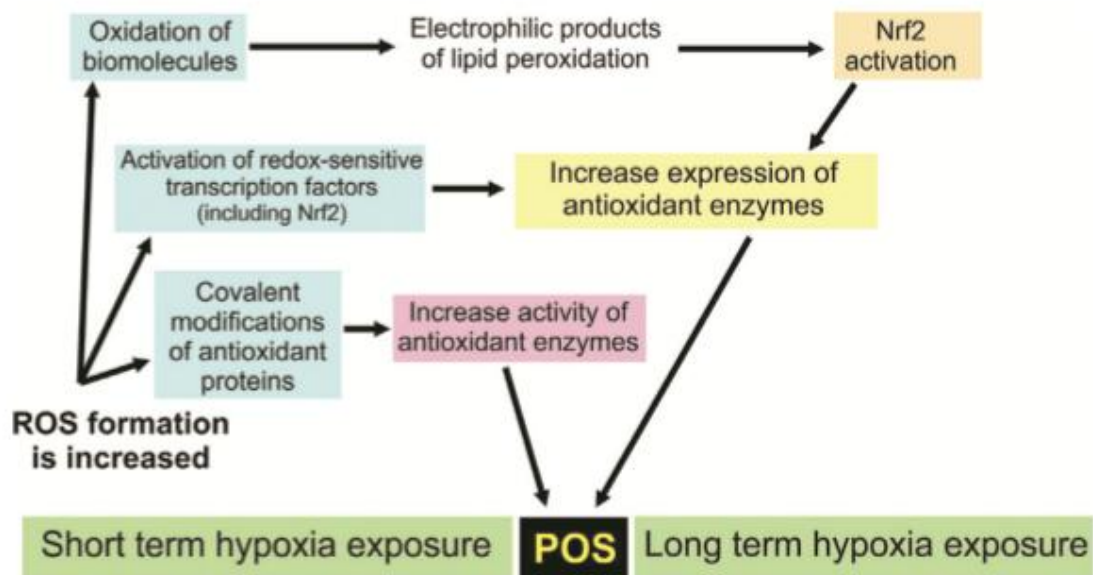 Oxidation of
biomolecules
Electrophilic products
of lipid peroxidation
Nrf2
activation
Activation of redox-sensitive
transcription factors
(including Nrf2)
Increase expression of
antioxidant enzymes
Covalent
modifications
of antioxidant
proteins
Increase activity of
antioxidant enzymes
ROS formation
is increased
Short term hypoxia exposure
POS
Long term hypoxia exposure